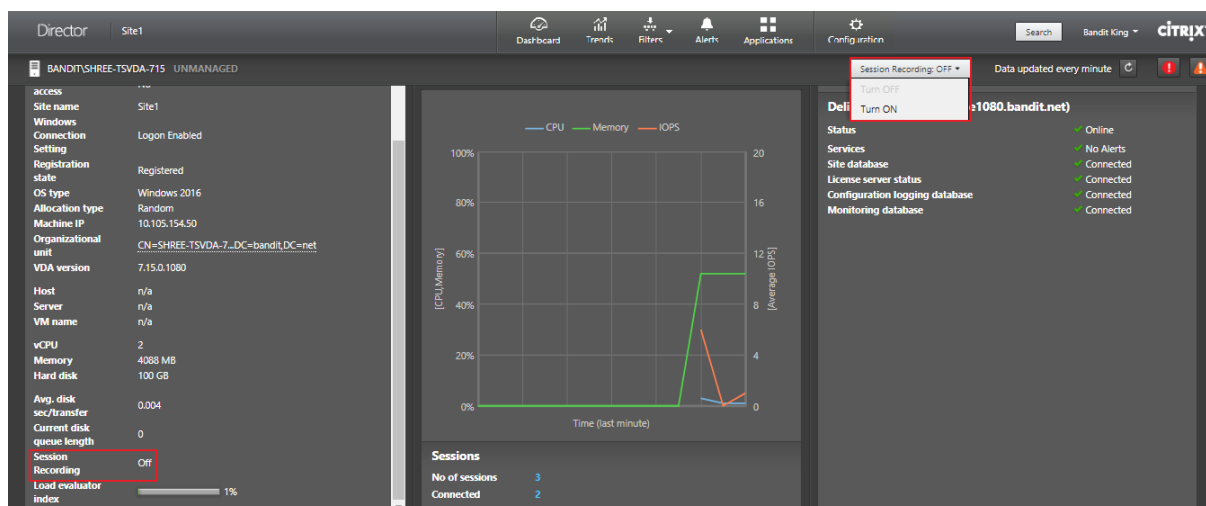 Director
Site1
Dashboard
Trends
Filters
Alerts
Applications
Configuration
Search
Bandit King
CİTRIX
BANDIT\SHREE-TSVDA-715 UNMANAGED
Session Recording: OFF
Turn OFF
Turn ON
Data updated every minute
access
Site name Site1
Windows
Connection Logon Enabled
Setting
Registration
state Registered
OS type Windows 2016
Allocation type Random
Machine IP 10.105.154.50
Organizational
unit CN=SHREE-TSVDA-7...DC=bandit,DC=net
VDA version 7.15.0.1080
Host n/a
Server n/a
VM name n/a
vCPU 2
Memory 4088 MB
Hard disk 100 GB
Avg. disk
sec/transfer 0.004
Current disk
queue length 0
Session
Recording Off
Load evaluator
index 1%
CPU Memory IOPS
100% 20
80% 16
60% 12
40% 8
20% 4
0% 0
[CPU,Memory]
[Average IOPS]
Time (last minute)
Sessions
No of sessions 3
Connected 2
Deli e1080.bandit.net)
Status Online
Services No Alerts
Site database Connected
License server status Connected
Configuration logging database Connected
Monitoring database Connected